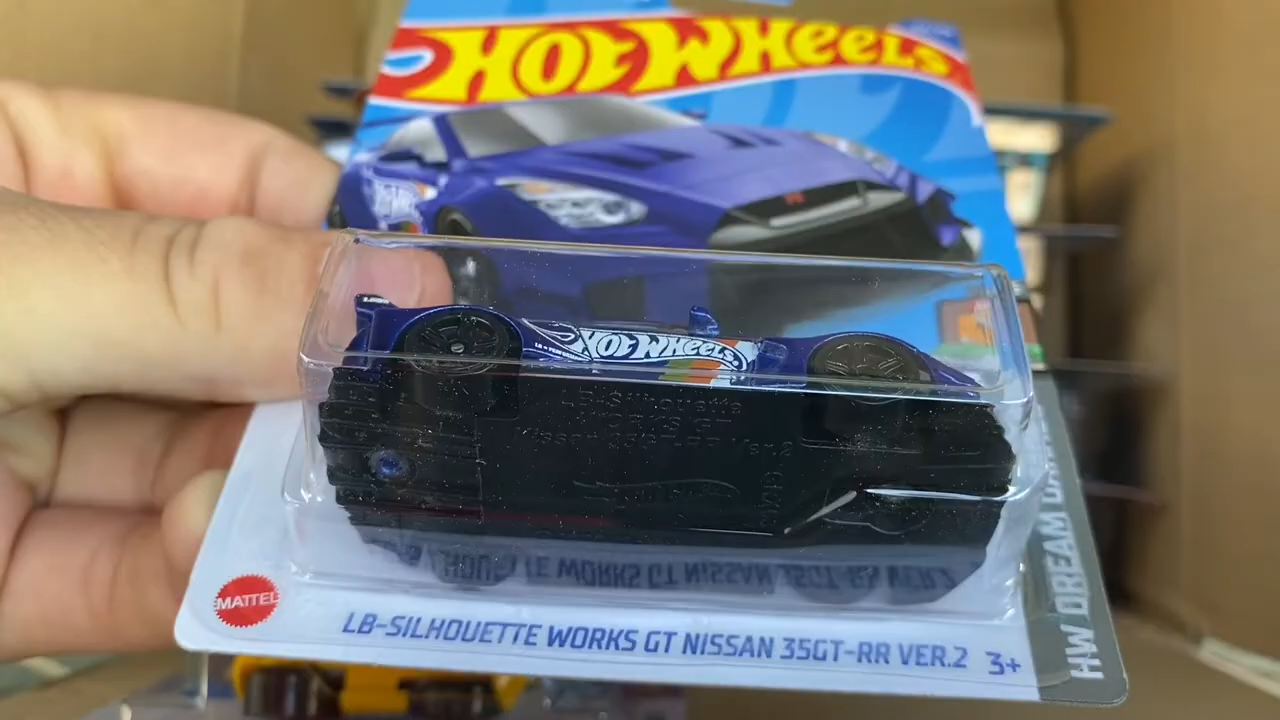 HOT WHEELS
HOT WHEELS
LB-Silhouette
WORKS GT
Nissan 35GT-RR Ver.2
MATTEL
LB-SILHOUETTE WORKS GT NISSAN 35GT-RR VER.2
3+
HW DREAM